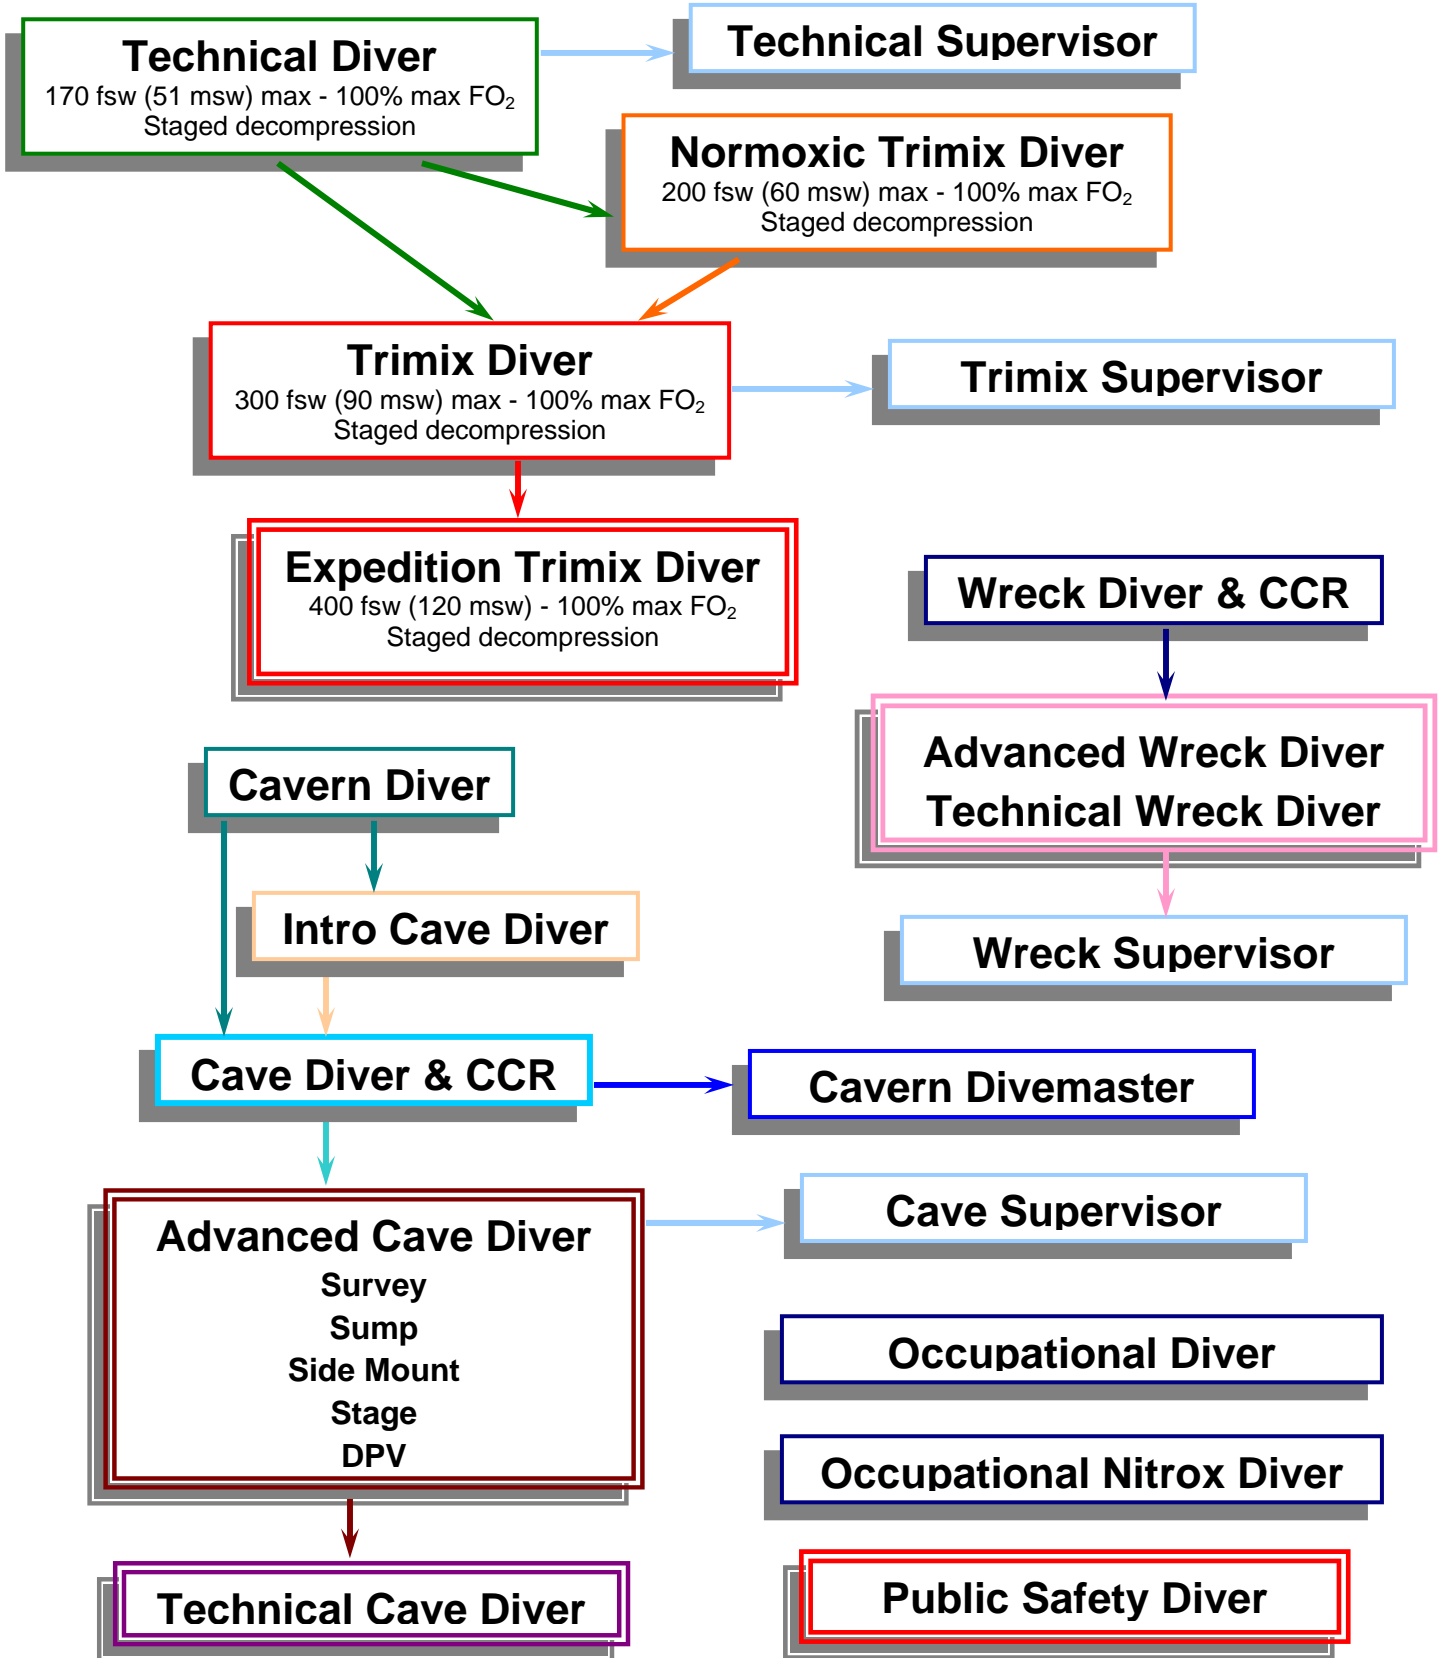 Technical Diver
170 fsw (51 msw) max - 100% max FO₂
Staged decompression
Technical Supervisor
Normoxic Trimix Diver
200 fsw (60 msw) max - 100% max FO₂
Staged decompression
Trimix Diver
300 fsw (90 msw) max - 100% max FO₂
Staged decompression
Trimix Supervisor
Expedition Trimix Diver
400 fsw (120 msw) - 100% max FO₂
Staged decompression
Wreck Diver & CCR
Advanced Wreck Diver
Technical Wreck Diver
Wreck Supervisor
Cavern Diver
Intro Cave Diver
Cave Diver & CCR
Cavern Divemaster
Advanced Cave Diver
Survey
Sump
Side Mount
Stage
DPV
Cave Supervisor
Occupational Diver
Occupational Nitrox Diver
Technical Cave Diver
Public Safety Diver